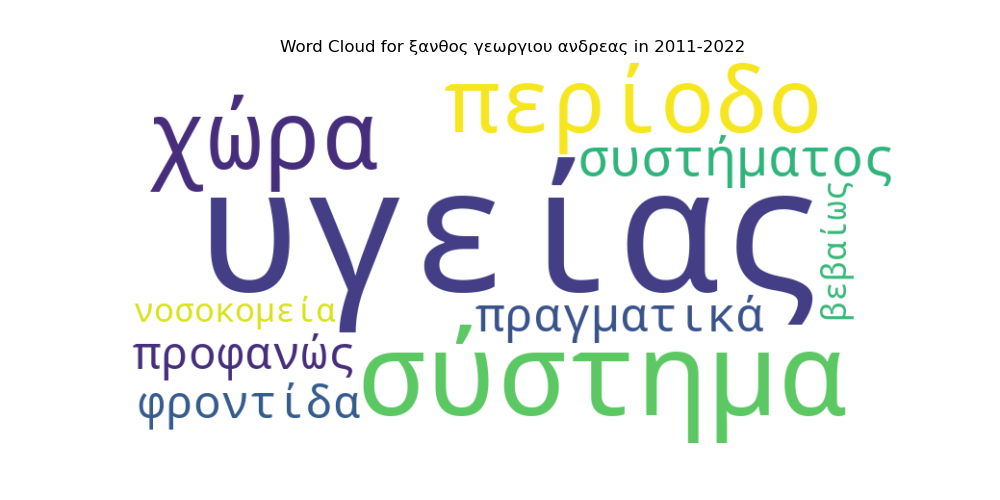 Word Cloud for ξανθος γεωργιου ανδρεας in 2011-2022
περίοδο
χώρα
συστήματος
υγείας
βεβαίως
νοσοκομεία
πραγματικά
προφανώς
σύστημα
φροντίδα